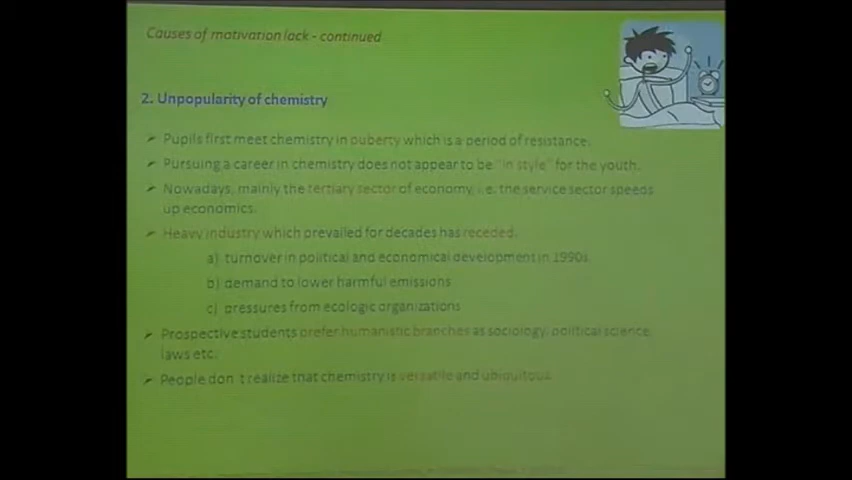 Causes of motivation lack - continued
2. Unpopularity of chemistry
➢ Pupils first meet chemistry in puberty which is a period of resistance.
➢ Pursuing a career in chemistry does not appear to be "in style" for the youth.
➢ Nowadays, mainly the tertiary sector of economy, i.e. the service sector speeds
up economics.
➢ Heavy industry which prevailed for decades has receded.
a) turnover in political and economical development in 1990s
b) demand to lower harmful emissions
c) pressures from ecologic organizations
➢ Prospective students prefer humanistic branches as sociology, political science,
laws etc.
➢ People don´t realize that chemistry is versatile and ubiquitous.